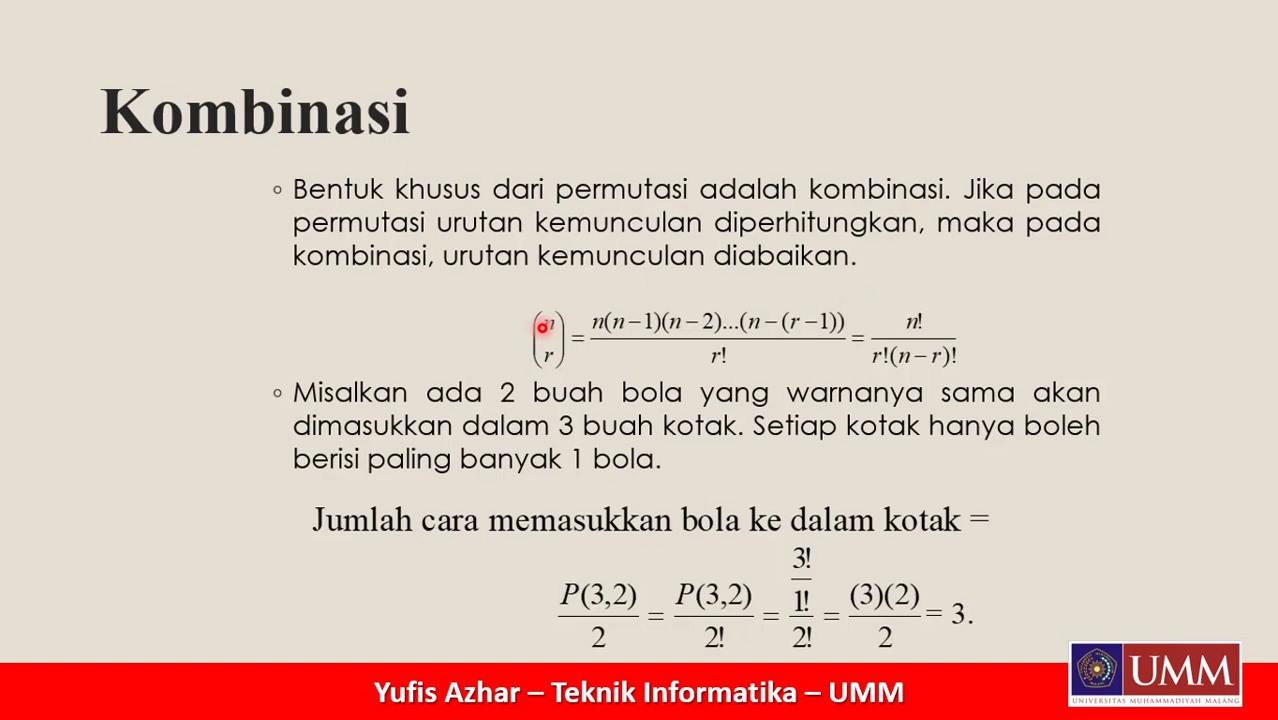 Kombinasi
◦ Bentuk khusus dari permutasi adalah kombinasi. Jika pada
permutasi urutan kemunculan diperhitungkan, maka pada
kombinasi, urutan kemunculan diabaikan.
(n r) = n(n−1)(n−2)...(n−(r−1)) / r! = n! / r!(n−r)!
◦ Misalkan ada 2 buah bola yang warnanya sama akan
dimasukkan dalam 3 buah kotak. Setiap kotak hanya boleh
berisi paling banyak 1 bola.
Jumlah cara memasukkan bola ke dalam kotak =
P(3,2) / 2 = P(3,2) / 2! = (3! / 1!) / 2! = (3)(2) / 2 = 3.
Yufis Azhar – Teknik Informatika – UMM
UMM
UNIVERSITAS MUHAMMADIYAH MALANG